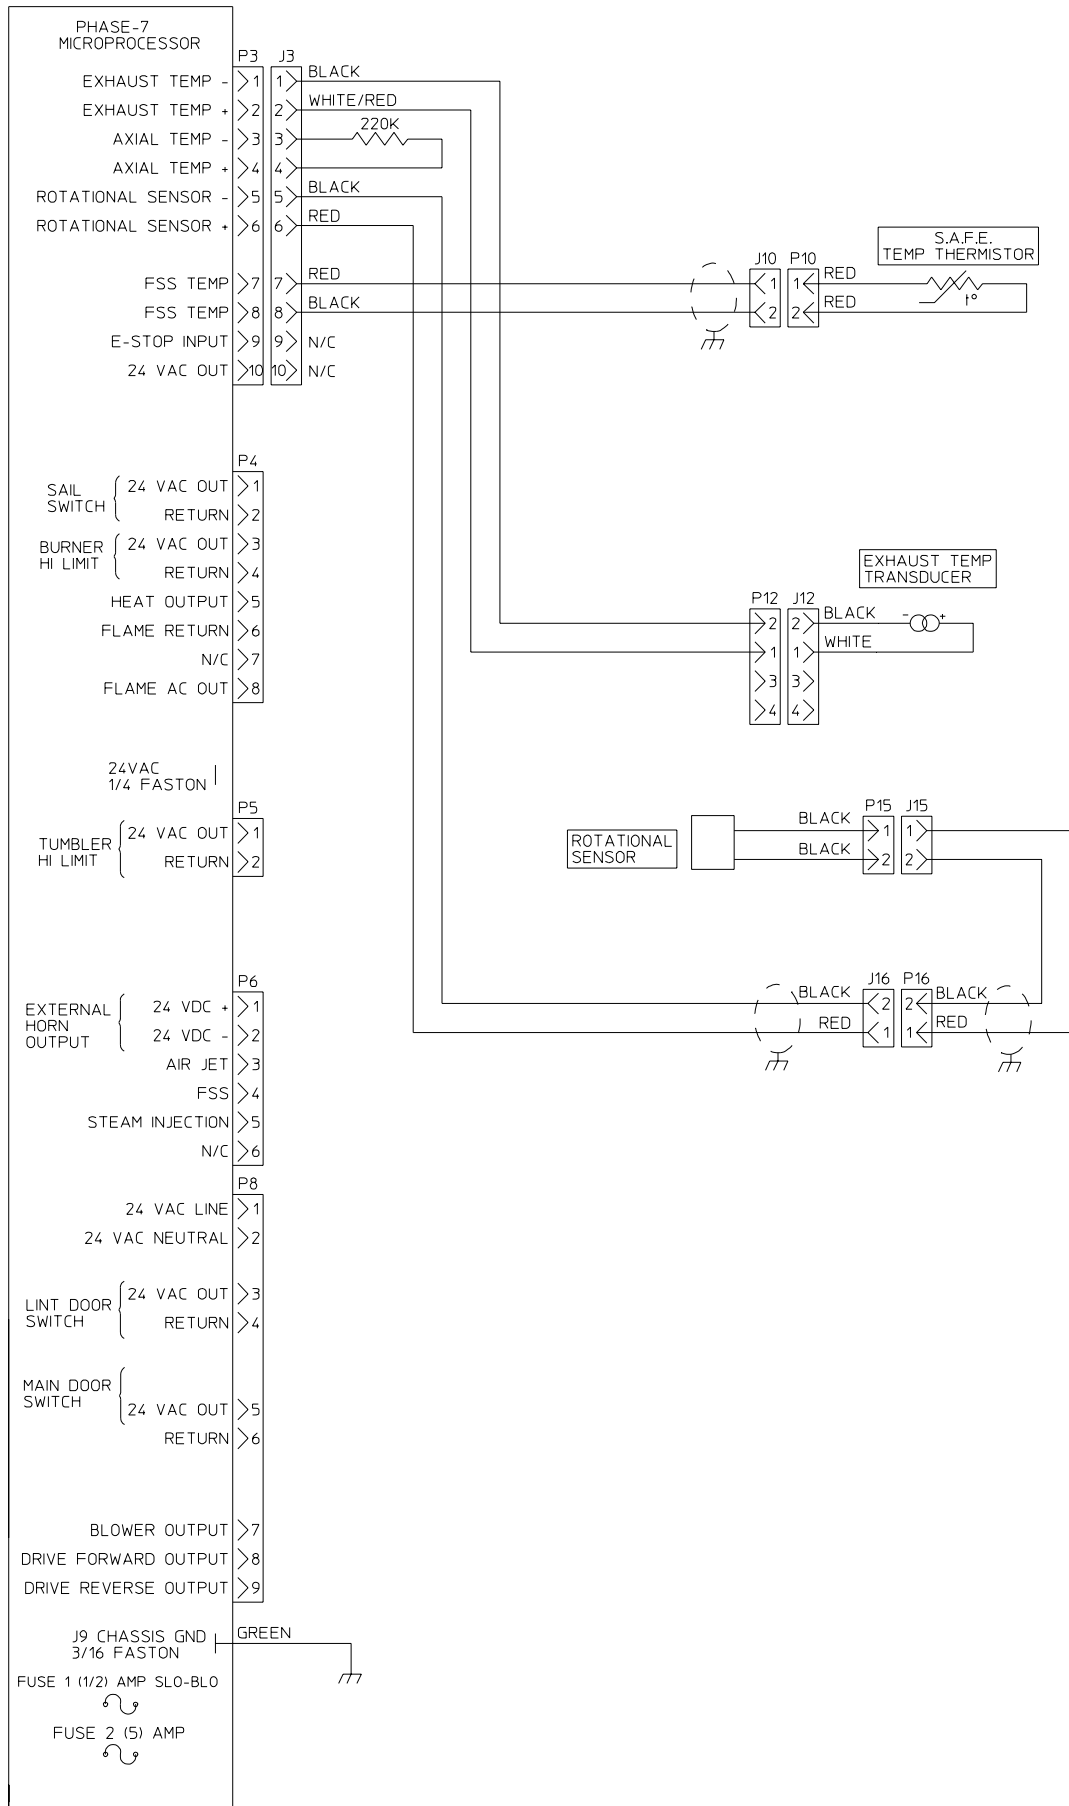 PHASE-7
MICROPROCESSOR
P3 J3
EXHAUST TEMP - 1 1 BLACK
EXHAUST TEMP + 2 2 WHITE/RED
AXIAL TEMP - 3 3 220K
AXIAL TEMP + 4 4
ROTATIONAL SENSOR - 5 5 BLACK
ROTATIONAL SENSOR + 6 6 RED
S.A.F.E.
TEMP THERMISTOR
J10 P10
FSS TEMP 7 7 RED 1 1 RED
t°
FSS TEMP 8 8 BLACK 2 2 RED
E-STOP INPUT 9 9 N/C
24 VAC OUT 10 10 N/C
P4
SAIL
SWITCH
24 VAC OUT 1
RETURN 2
BURNER
HI LIMIT
24 VAC OUT 3
RETURN 4
HEAT OUTPUT 5
FLAME RETURN 6
N/C 7
FLAME AC OUT 8
EXHAUST TEMP
TRANSDUCER
P12 J12
2 2 BLACK - +
1 1 WHITE
3 3
4 4
24VAC
1/4 FASTON
P5
TUMBLER
HI LIMIT
24 VAC OUT 1
RETURN 2
ROTATIONAL
SENSOR
P15 J15
BLACK 1 1
BLACK 2 2
P6
EXTERNAL
HORN
OUTPUT
24 VDC + 1
24 VDC - 2
AIR JET 3
FSS 4
STEAM INJECTION 5
N/C 6
J16 P16
BLACK 2 2 BLACK
RED 1 1 RED
P8
24 VAC LINE 1
24 VAC NEUTRAL 2
LINT DOOR
SWITCH
24 VAC OUT 3
RETURN 4
MAIN DOOR
SWITCH
24 VAC OUT 5
RETURN 6
BLOWER OUTPUT 7
DRIVE FORWARD OUTPUT 8
DRIVE REVERSE OUTPUT 9
J9 CHASSIS GND GREEN
3/16 FASTON
FUSE 1 (1/2) AMP SLO-BLO
FUSE 2 (5) AMP